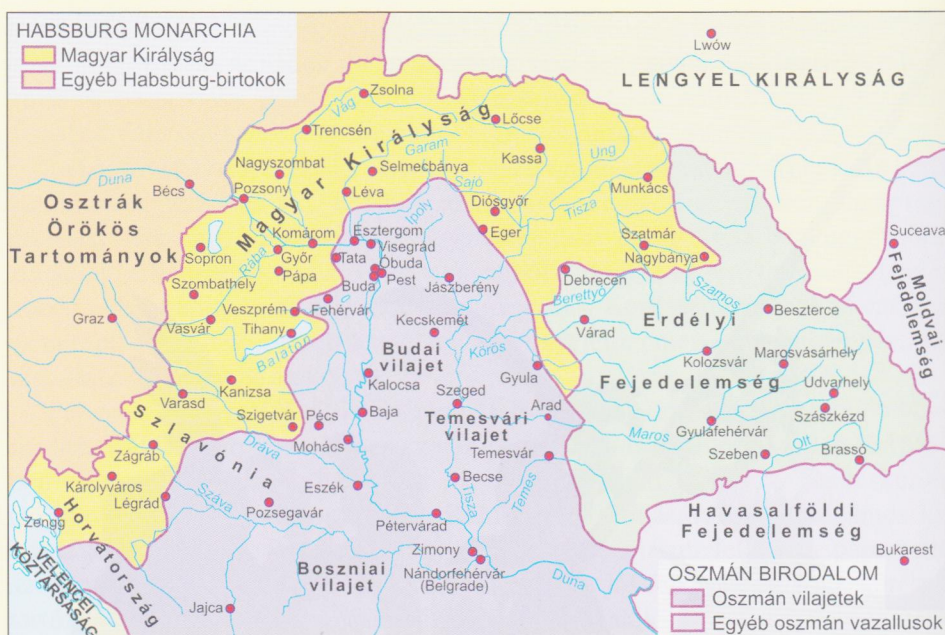 HABSBURG MONARCHIA
Magyar Királyság
Egyéb Habsburg-birtokok
Lwów
LENGYEL KIRÁLYSÁG
Zsolna
Vág
Trencsén
Lőcse
Magyar Királyság
Garam
Kassa
Ung
Nagyszombat
Selmecbánya
Duna
Bécs
Pozsony
Léva
Sajó
Munkács
Osztrák
Örökös
Tartományok
Ipoly
Diósgyőr
Tisza
Komárom
Esztergom
Eger
Szatmár
Suceava
Sopron
Rába
Győr
Tata
Visegrád
Óbuda
Nagybánya
Moldvai
Fejedelemség
Pápa
Buda
Pest
Jászberény
Debrecen
Szombathely
Szamos
Veszprém
Fehérvár
Berettyó
Beszterce
Graz
Vasvár
Tihany
Kecskemét
Várad
Erdélyi
Fejedelemség
Balaton
Budai
vilajet
Körös
Kolozsvár
Marosvásárhely
Kanizsa
Kalocsa
Gyula
Udvarhely
Varasd
Szeged
Szászkézd
Szlavónia
Szigetvár
Pécs
Baja
Temesvári
vilajet
Arad
Maros
Gyulafehérvár
Olt
Zágráb
Dráva
Mohács
Temesvár
Szeben
Brassó
Károlyváros
Légrád
Száva
Eszék
Becse
Tisza
Temes
Pozsegavár
Zengg
Horvatország
Pétervárad
Havasalföldi
Fejedelemség
VELENCEI
KÖZTÁRSASÁG
Boszniai
vilajet
Zimony
Nándorfehérvár
(Belgrade)
Duna
Bukarest
Jajca
OSZMÁN BIRODALOM
Oszmán vilajetek
Egyéb oszmán vazallusok